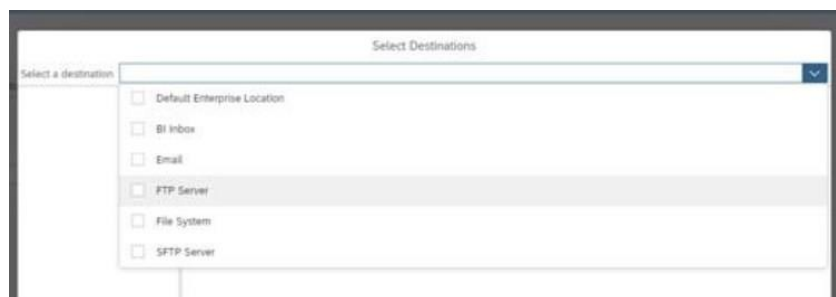 Select Destinations
Select a destination
Default Enterprise Location
BI Inbox
Email
FTP Server
File System
SFTP Server